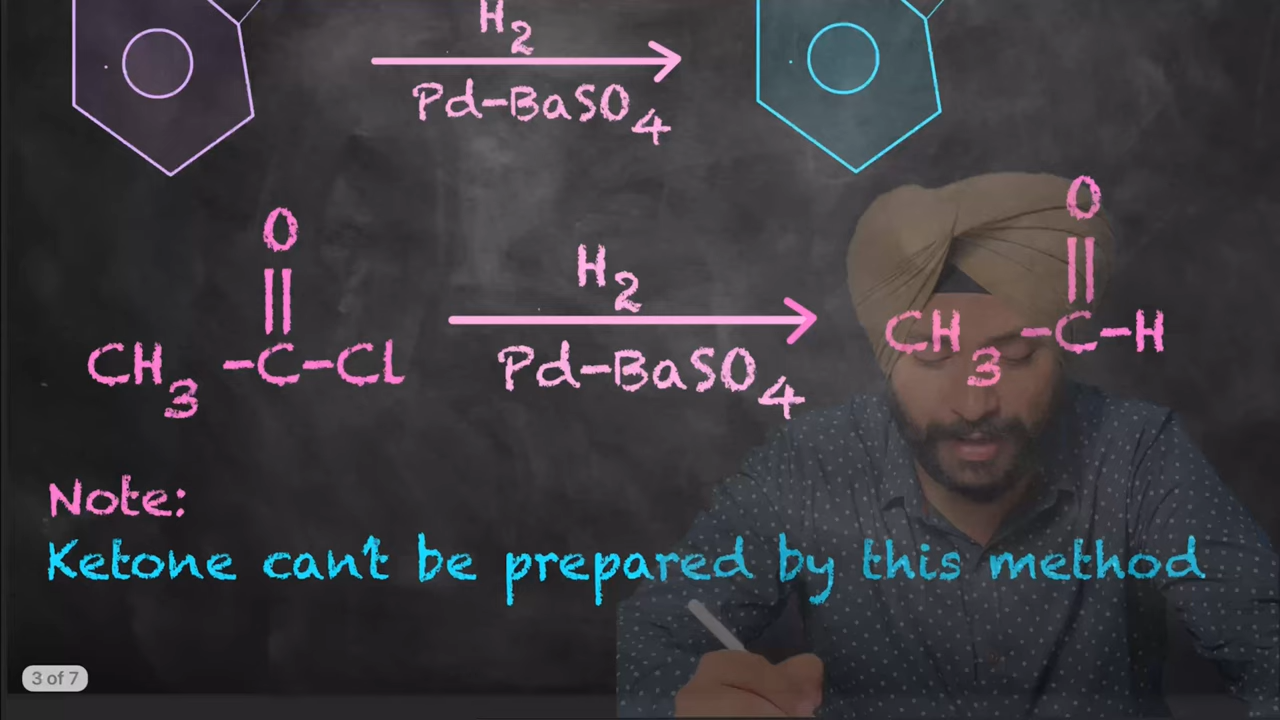 H2
Pd-BaSO4
O
H2
O
CH3 -C-Cl
Pd-BaSO4
CH3 -C-H
Note:
Ketone can't be prepared by this method
3 of 7